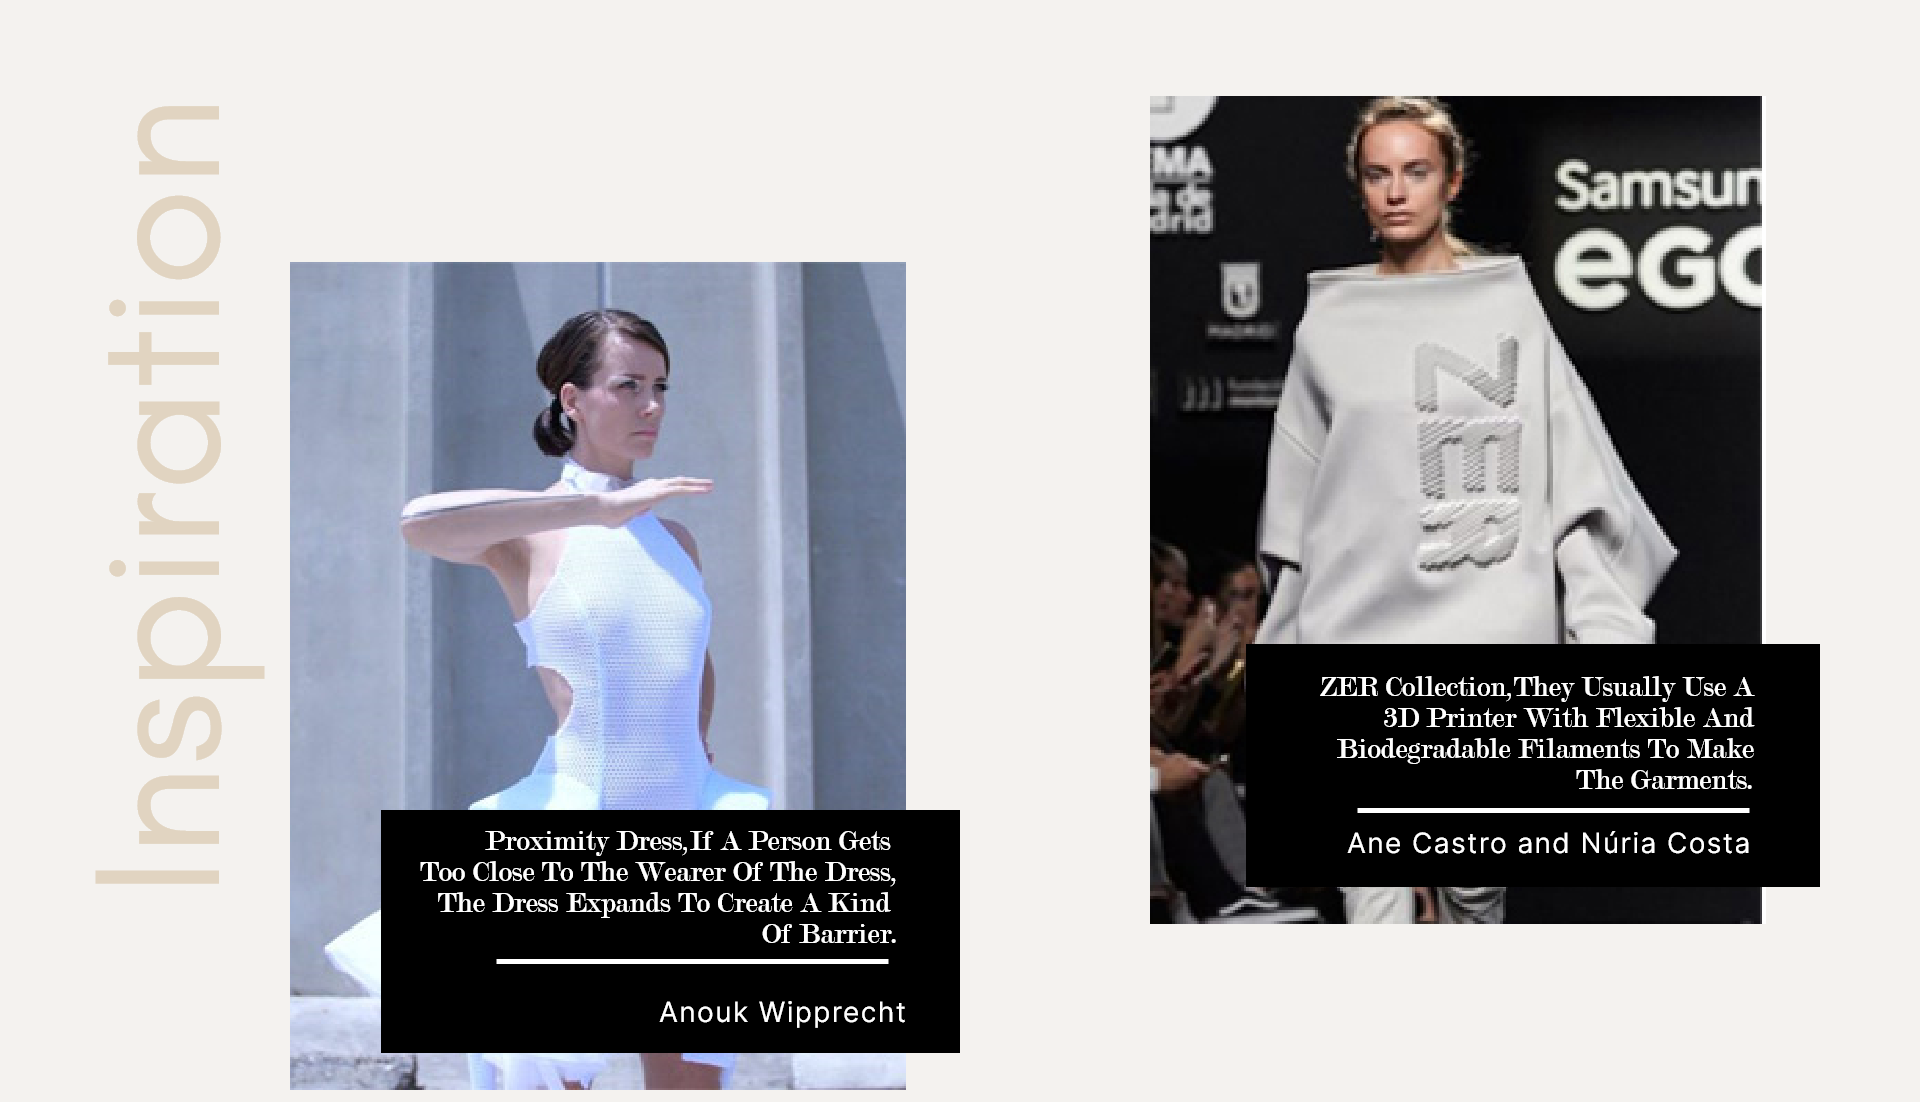 Inspiration
Proximity Dress,If A Person Gets
Too Close To The Wearer Of The Dress,
The Dress Expands To Create A Kind
Of Barrier.
Anouk Wipprecht
Samsun
eGO
MADRID
ZER
ZER Collection,They Usually Use A
3D Printer With Flexible And
Biodegradable Filaments To Make
The Garments.
Ane Castro and Núria Costa